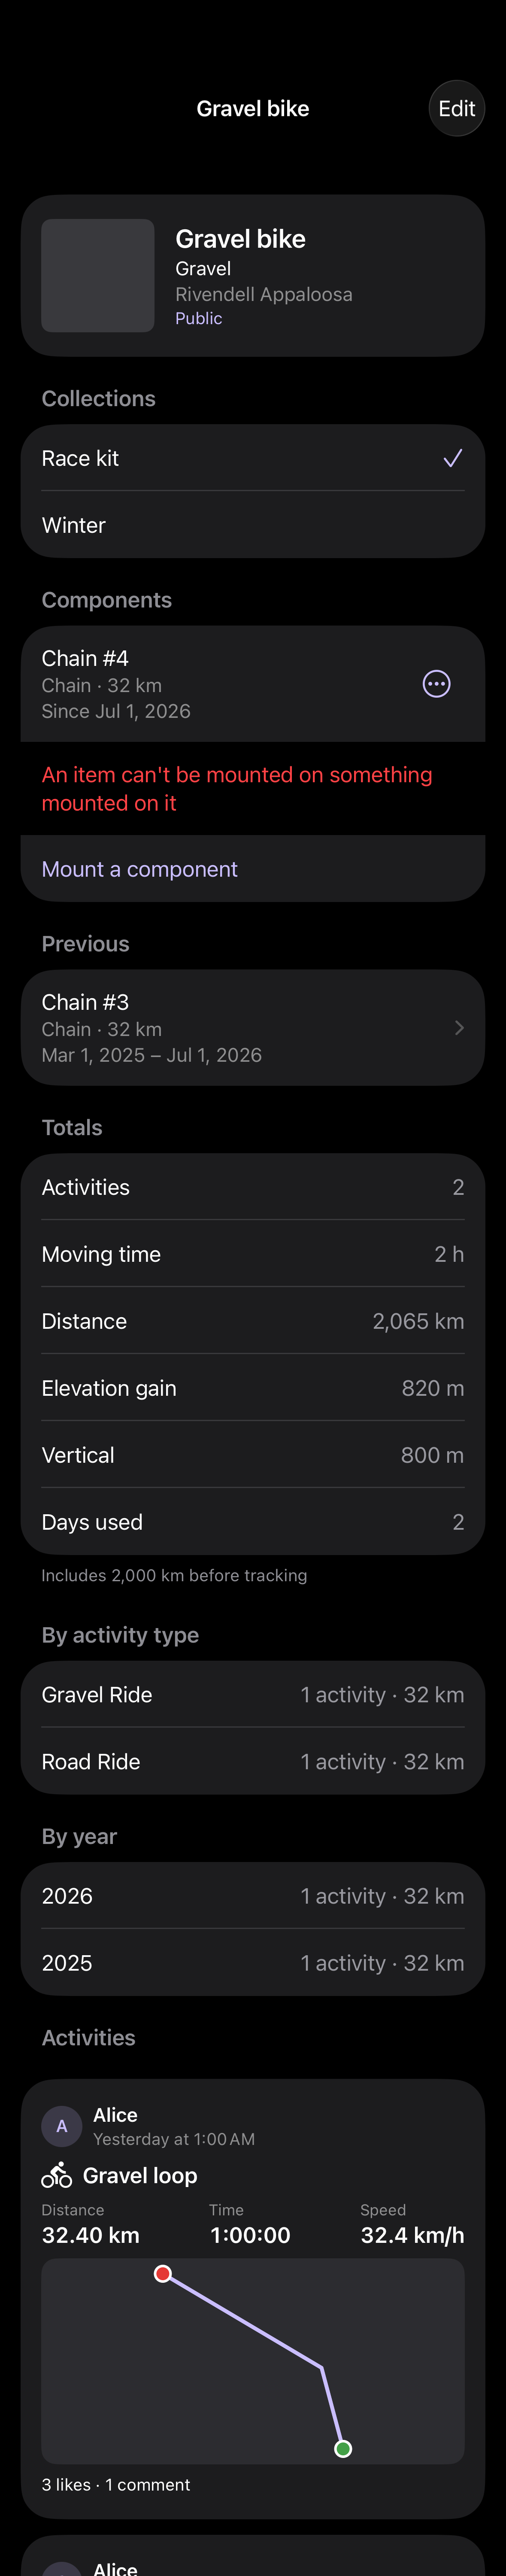 Gravel bike
Edit
Gravel bike
Gravel
Rivendell Appaloosa
Public
Collections
Race kit
Winter
Components
Chain #4
Chain · 32 km
Since Jul 1, 2026
An item can't be mounted on something
mounted on it
Mount a component
Previous
Chain #3
Chain · 32 km
Mar 1, 2025 – Jul 1, 2026
Totals
Activities 2
Moving time 2 h
Distance 2,065 km
Elevation gain 820 m
Vertical 800 m
Days used 2
Includes 2,000 km before tracking
By activity type
Gravel Ride 1 activity · 32 km
Road Ride 1 activity · 32 km
By year
2026 1 activity · 32 km
2025 1 activity · 32 km
Activities
A
Alice
Yesterday at 1:00 AM
Gravel loop
Distance Time Speed
32.40 km 1:00:00 32.4 km/h
3 likes · 1 comment
Alice